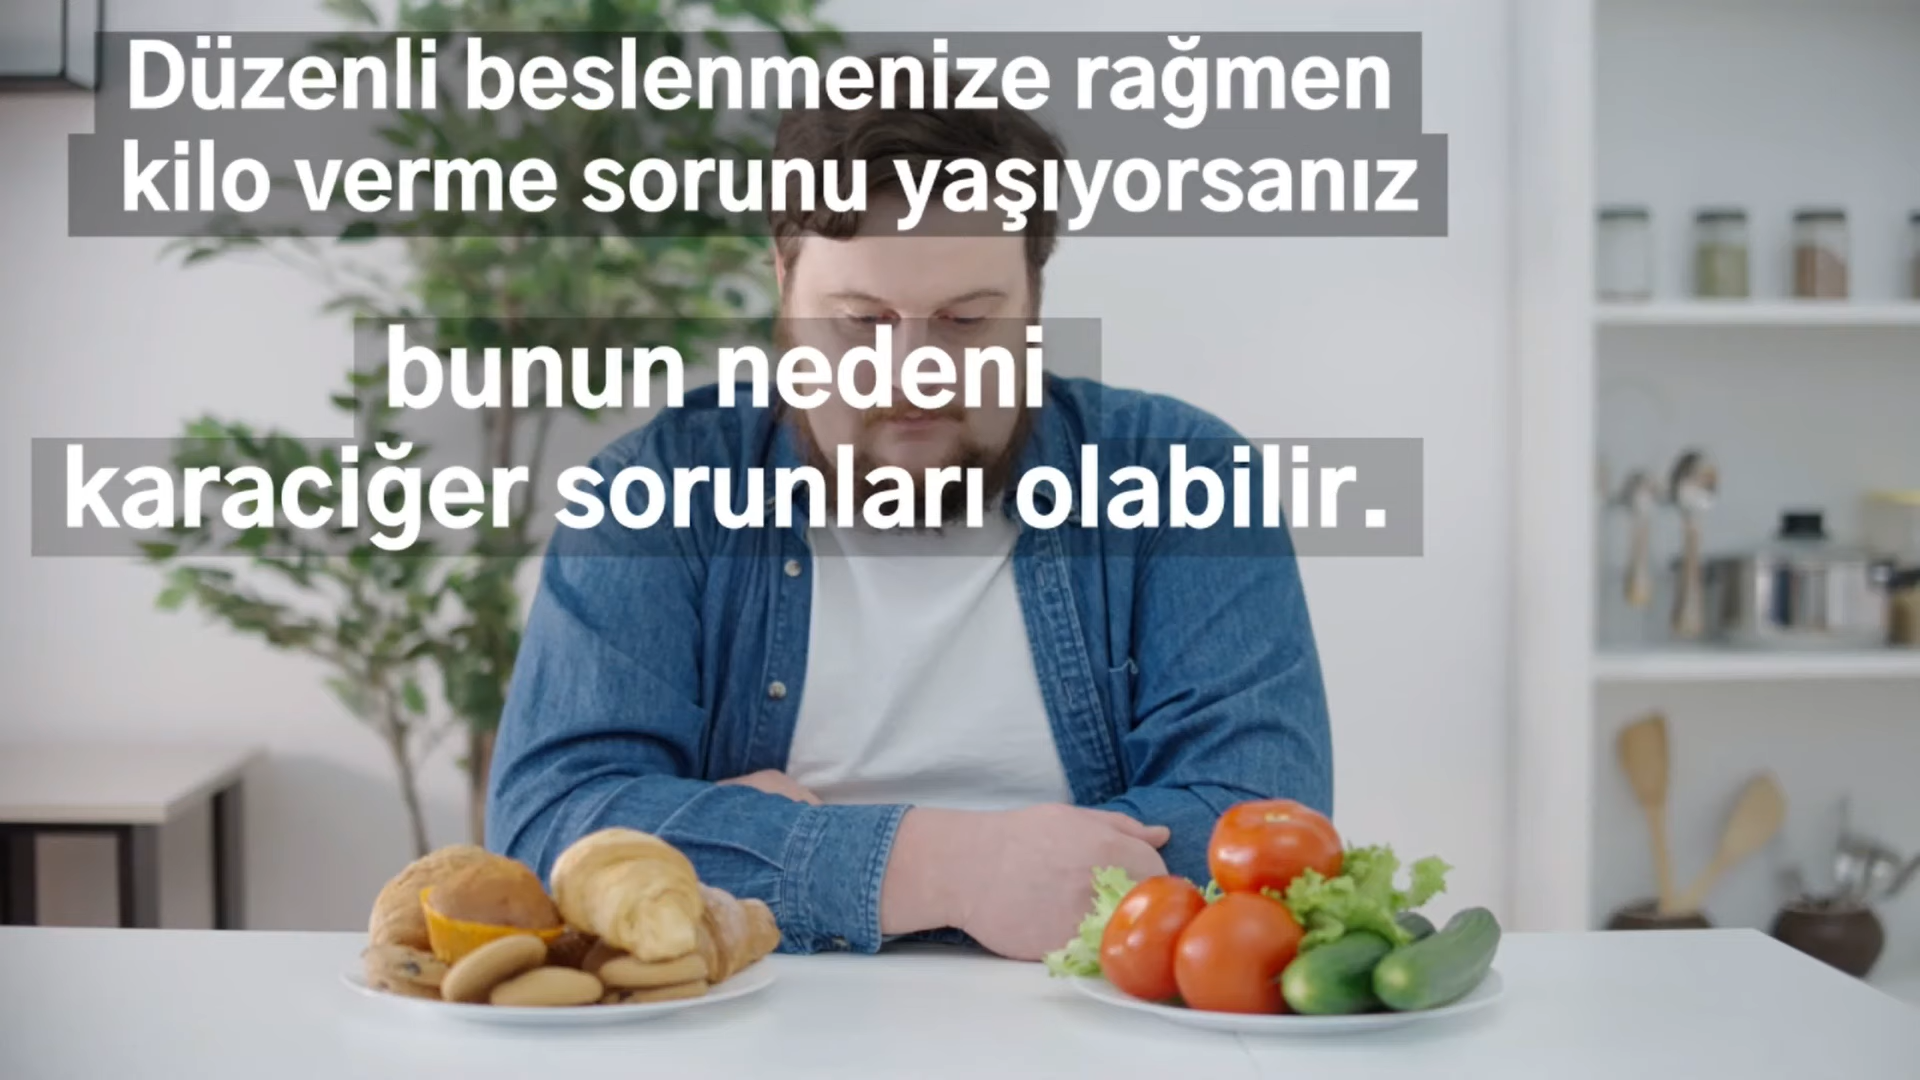 Düzenli beslenmenize rağmen
kilo verme sorunu yaşıyorsanız
bunun nedeni
karaciğer sorunları olabilir.